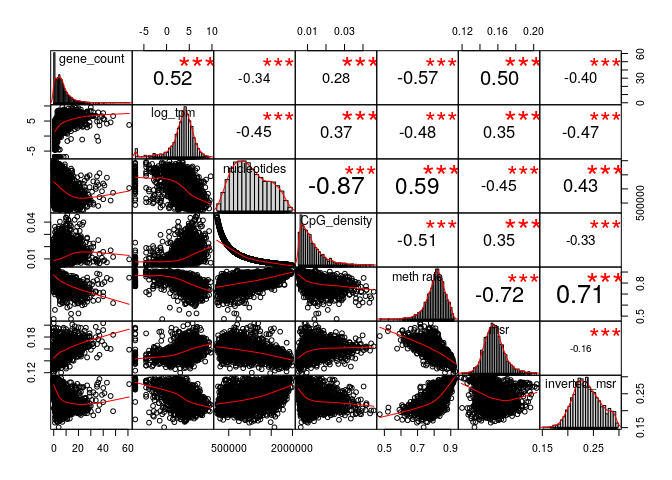 -5 0 5 10 0.01 0.03 0.12 0.16 0.20
gene_count 0.52 *** -0.34 *** 0.28 *** -0.57 *** 0.50 *** -0.40 *** 0 30 60
-5 5 log_tpm -0.45 *** 0.37 *** -0.48 *** 0.35 *** -0.47 ***
nucleotides -0.87 *** 0.59 *** -0.45 *** 0.43 *** 500000
0.01 0.04 CpG_density -0.51 *** 0.35 *** -0.33 ***
meth rate -0.72 *** 0.71 *** 0.5 0.8
0.12 0.18 msr -0.16 ***
inverted_msr 0.15 0.25
0 20 40 60 500000 2000000 0.5 0.7 0.9 0.15 0.25